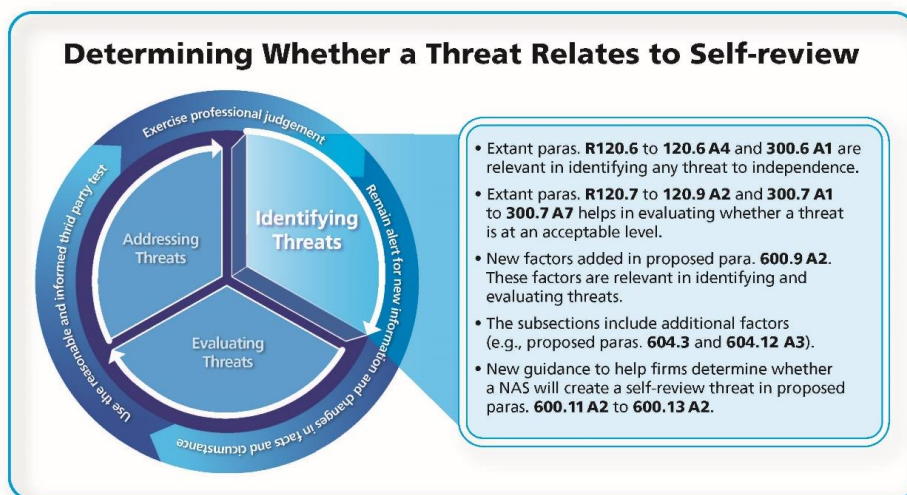 Determining Whether a Threat Relates to Self-review
Exercise professional judgement
Remain alert for new information and changes in facts and circumstance
Use the reasonable and informed thrid party test
Identifying
Threats
Addressing
Threats
Evaluating
Threats
• Extant paras. R120.6 to 120.6 A4 and 300.6 A1 are
relevant in identifying any threat to independence.
• Extant paras. R120.7 to 120.9 A2 and 300.7 A1
to 300.7 A7 helps in evaluating whether a threat
is at an acceptable level.
• New factors added in proposed para. 600.9 A2.
These factors are relevant in identifying and
evaluating threats.
• The subsections include additional factors
(e.g., proposed paras. 604.3 and 604.12 A3).
• New guidance to help firms determine whether
a NAS will create a self-review threat in proposed
paras. 600.11 A2 to 600.13 A2.